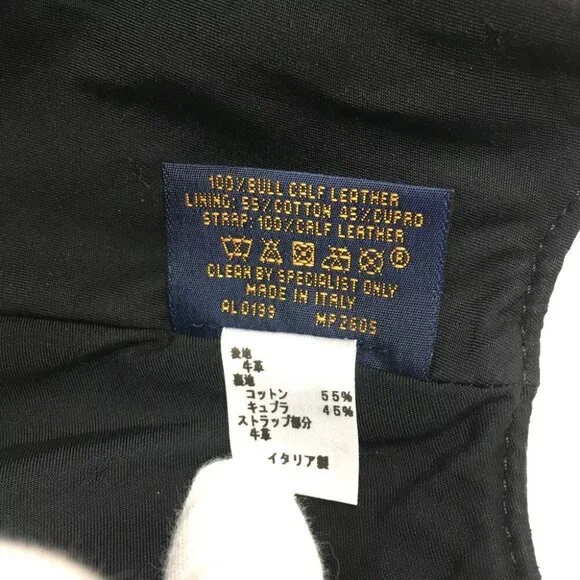 100%BULL CALF LEATHER
LINING: 55%COTTON 45%CUPRO
STRAP: 100%CALF LEATHER
CLEAN BY SPECIALIST ONLY
MADE IN ITALY
AL0199 MP2605
表地
牛革
裏地
コットン 55%
キュプラ 45%
ストラップ部分
牛革
イタリア製